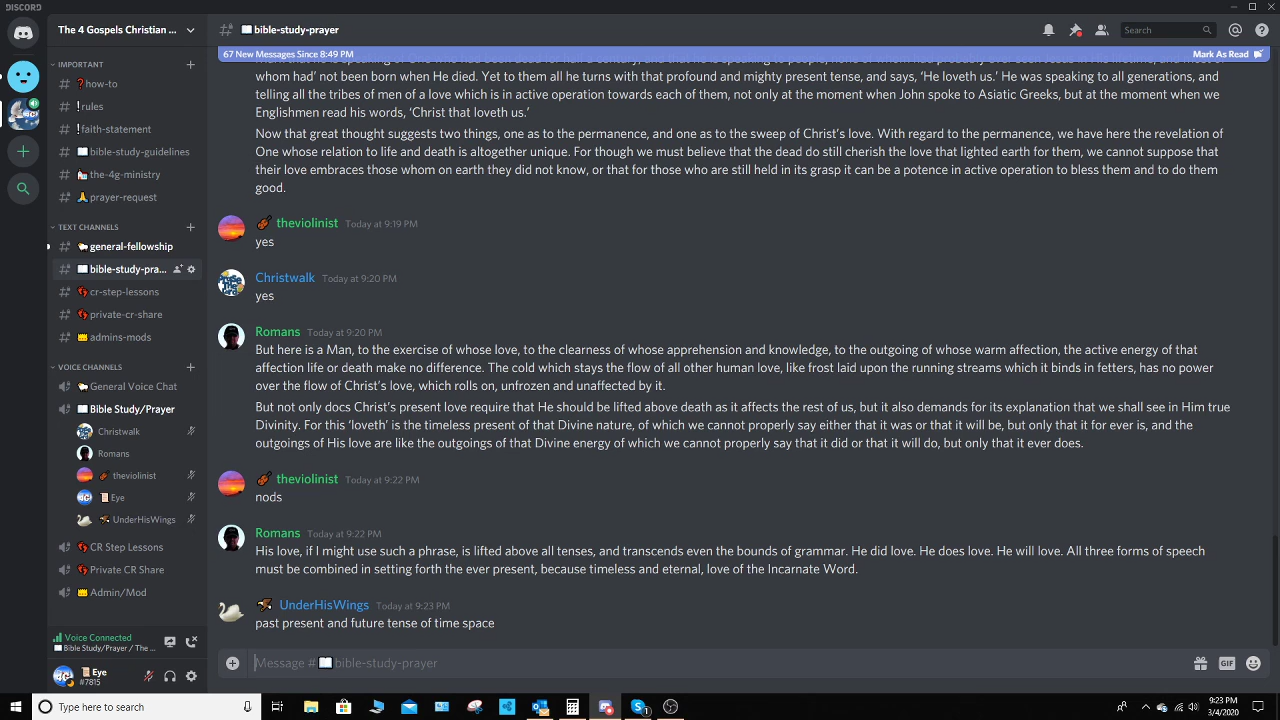 DISCORD
The 4 Gospels Christian ...
bible-study-prayer
Search
67 New Messages Since 8:49 PM
Mark As Read
IMPORTANT
how-to
rules
faith-statement
bible-study-guidelines
the-4g-ministry
prayer-request
TEXT CHANNELS
general-fellowship
bible-study-pra...
cr-step-lessons
private-cr-share
admins-mods
VOICE CHANNELS
General Voice Chat
Bible Study/Prayer
Christwalk
Romans
theviolinist
Eye
UnderHisWings
CR Step Lessons
Private CR Share
Admin/Mod
Voice Connected
Bible Study/Prayer / The ...
Eye
#7815
whom had' not been born when He died. Yet to them all he turns with that profound and mighty present tense, and says, 'He loveth us.' He was speaking to all generations, and
telling all the tribes of men of a love which is in active operation towards each of them, not only at the moment when John spoke to Asiatic Greeks, but at the moment when we
Englishmen read his words, 'Christ that loveth us.'
Now that great thought suggests two things, one as to the permanence, and one as to the sweep of Christ's love. With regard to the permanence, we have here the revelation of
One whose relation to life and death is altogether unique. For though we must believe that the dead do still cherish the love that lighted earth for them, we cannot suppose that
their love embraces those whom on earth they did not know, or that for those who are still held in its grasp it can be a potence in active operation to bless them and to do them
good.
theviolinist Today at 9:19 PM
yes
Christwalk Today at 9:20 PM
yes
Romans Today at 9:20 PM
But here is a Man, to the exercise of whose love, to the clearness of whose apprehension and knowledge, to the outgoing of whose warm affection, the active energy of that
affection life or death make no difference. The cold which stays the flow of all other human love, like frost laid upon the running streams which it binds in fetters, has no power
over the flow of Christ's love, which rolls on, unfrozen and unaffected by it.
But not only docs Christ's present love require that He should be lifted above death as it affects the rest of us, but it also demands for its explanation that we shall see in Him true
Divinity. For this 'loveth' is the timeless present of that Divine nature, of which we cannot properly say either that it was or that it will be, but only that it for ever is, and the
outgoings of His love are like the outgoings of that Divine energy of which we cannot properly say that it did or that it will do, but only that it ever does.
theviolinist Today at 9:22 PM
nods
Romans Today at 9:22 PM
His love, if I might use such a phrase, is lifted above all tenses, and transcends even the bounds of grammar. He did love. He does love. He will love. All three forms of speech
must be combined in setting forth the ever present, because timeless and eternal, love of the Incarnate Word.
UnderHisWings Today at 9:23 PM
past present and future tense of time space
Message # bible-study-prayer
GIF
Type here to search
9:23 PM
3/4/2020